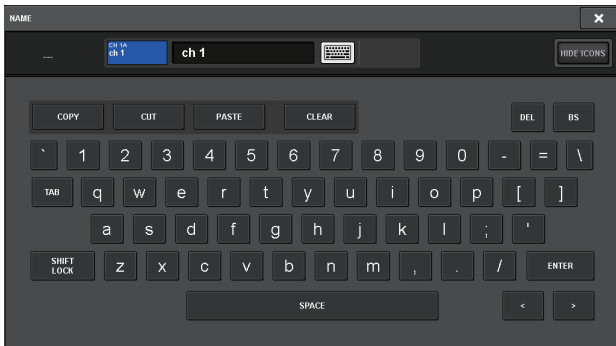 NAME
CH 1A
ch 1
ch 1
HIDE ICONS
COPY CUT PASTE CLEAR DEL BS
` 1 2 3 4 5 6 7 8 9 0 - = \
TAB q w e r t y u i o p [ ]
a s d f g h j k l ; '
SHIFT LOCK z x c v b n m , . / ENTER
SPACE < >